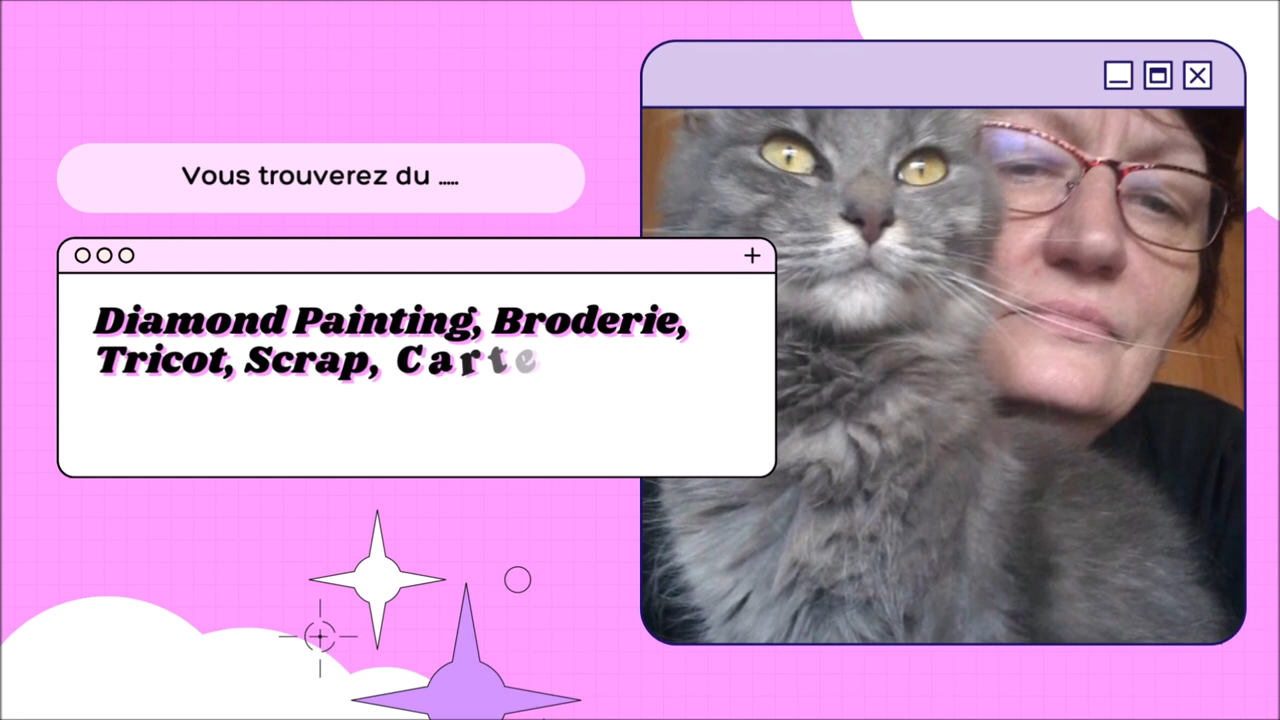 Vous trouverez du .....
Diamond Painting, Broderie,
Tricot, Scrap, Carte